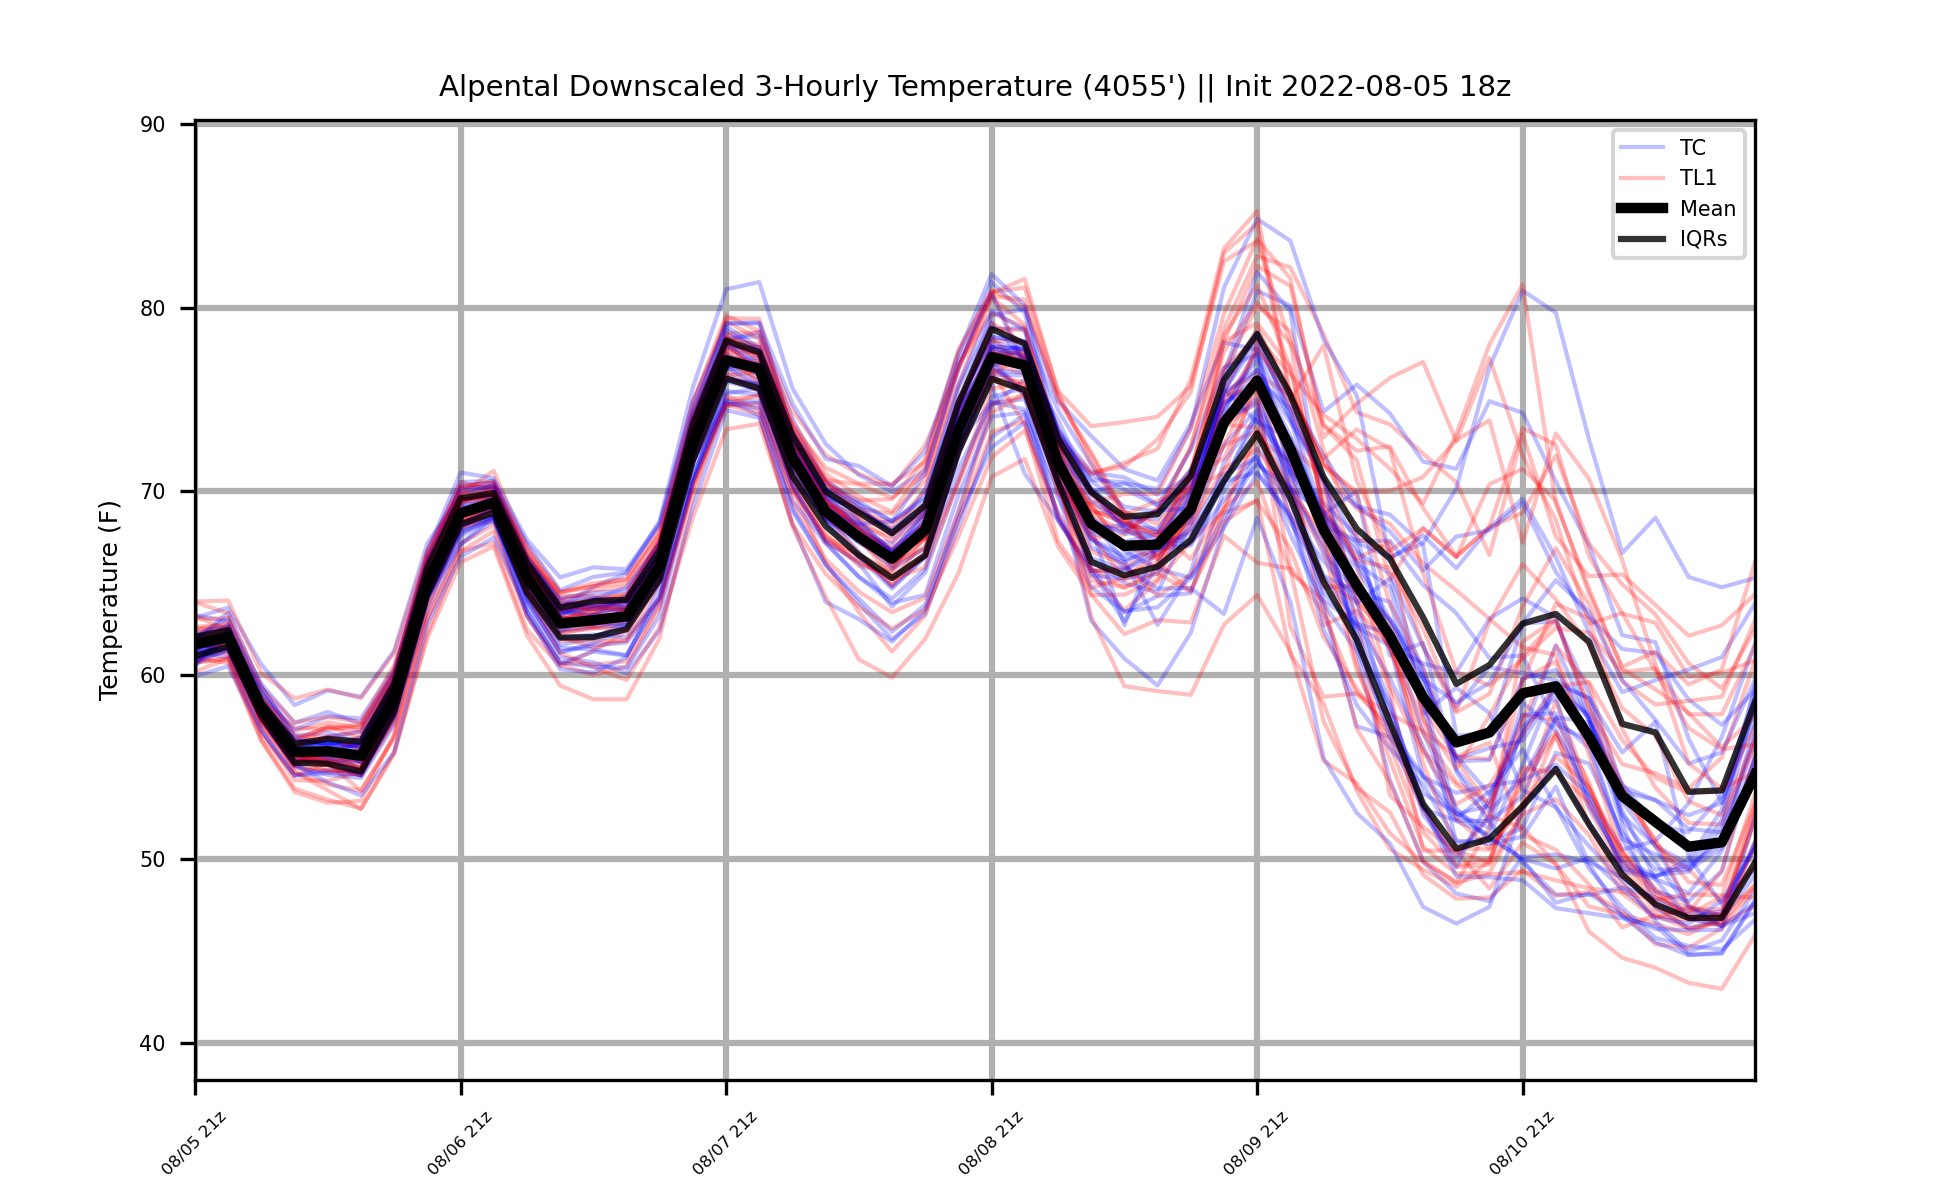 Alpental Downscaled 3-Hourly Temperature (4055') || Init 2022-08-05 18z
TC
TL1
Mean
IQRs
Temperature (F)
90
80
70
60
50
40
08/05 21z
08/06 21z
08/07 21z
08/08 21z
08/09 21z
08/10 21z